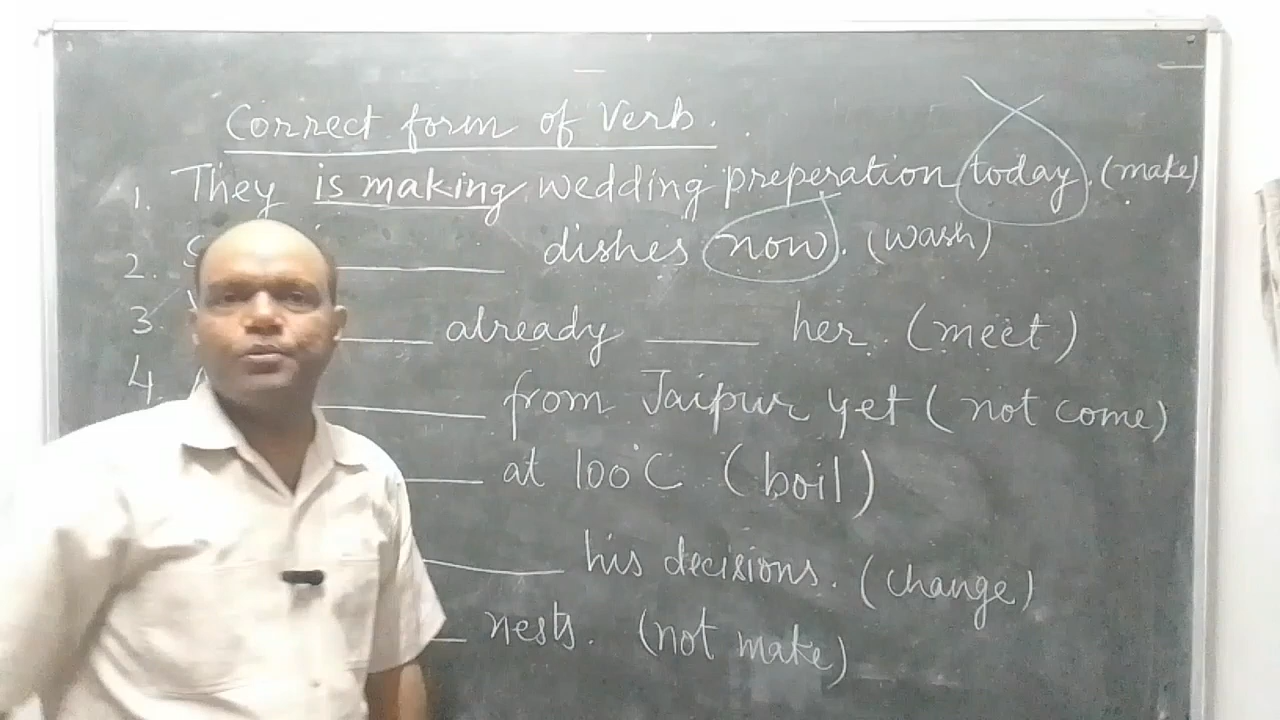 Correct form of Verb.
1. They is making wedding preperation today. (make)
2. dishes now. (wash)
3 already her. (meet)
4. from Jaipur yet (not come)
at 100°C (boil)
his decisions. (change)
nests. (not make)